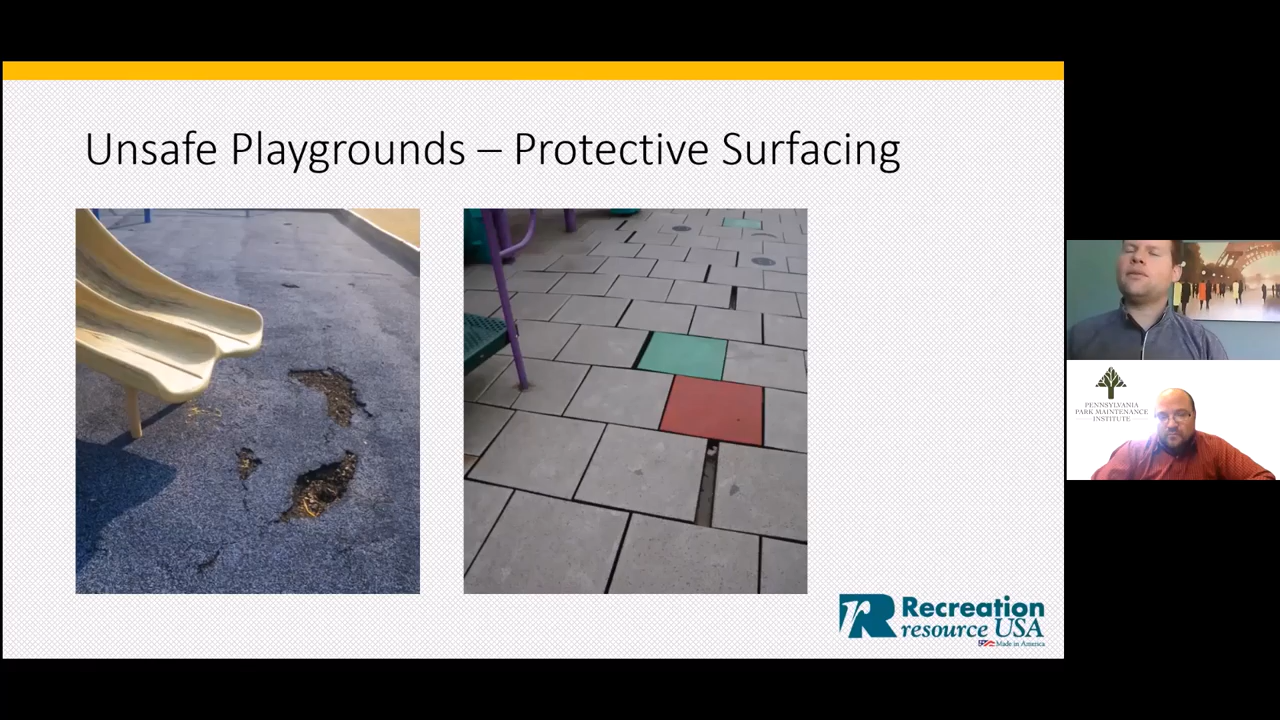 Unsafe Playgrounds – Protective Surfacing
PENNSYLVANIA
PARK MAINTENANCE
INSTITUTE
Recreation
resource USA
Made in America